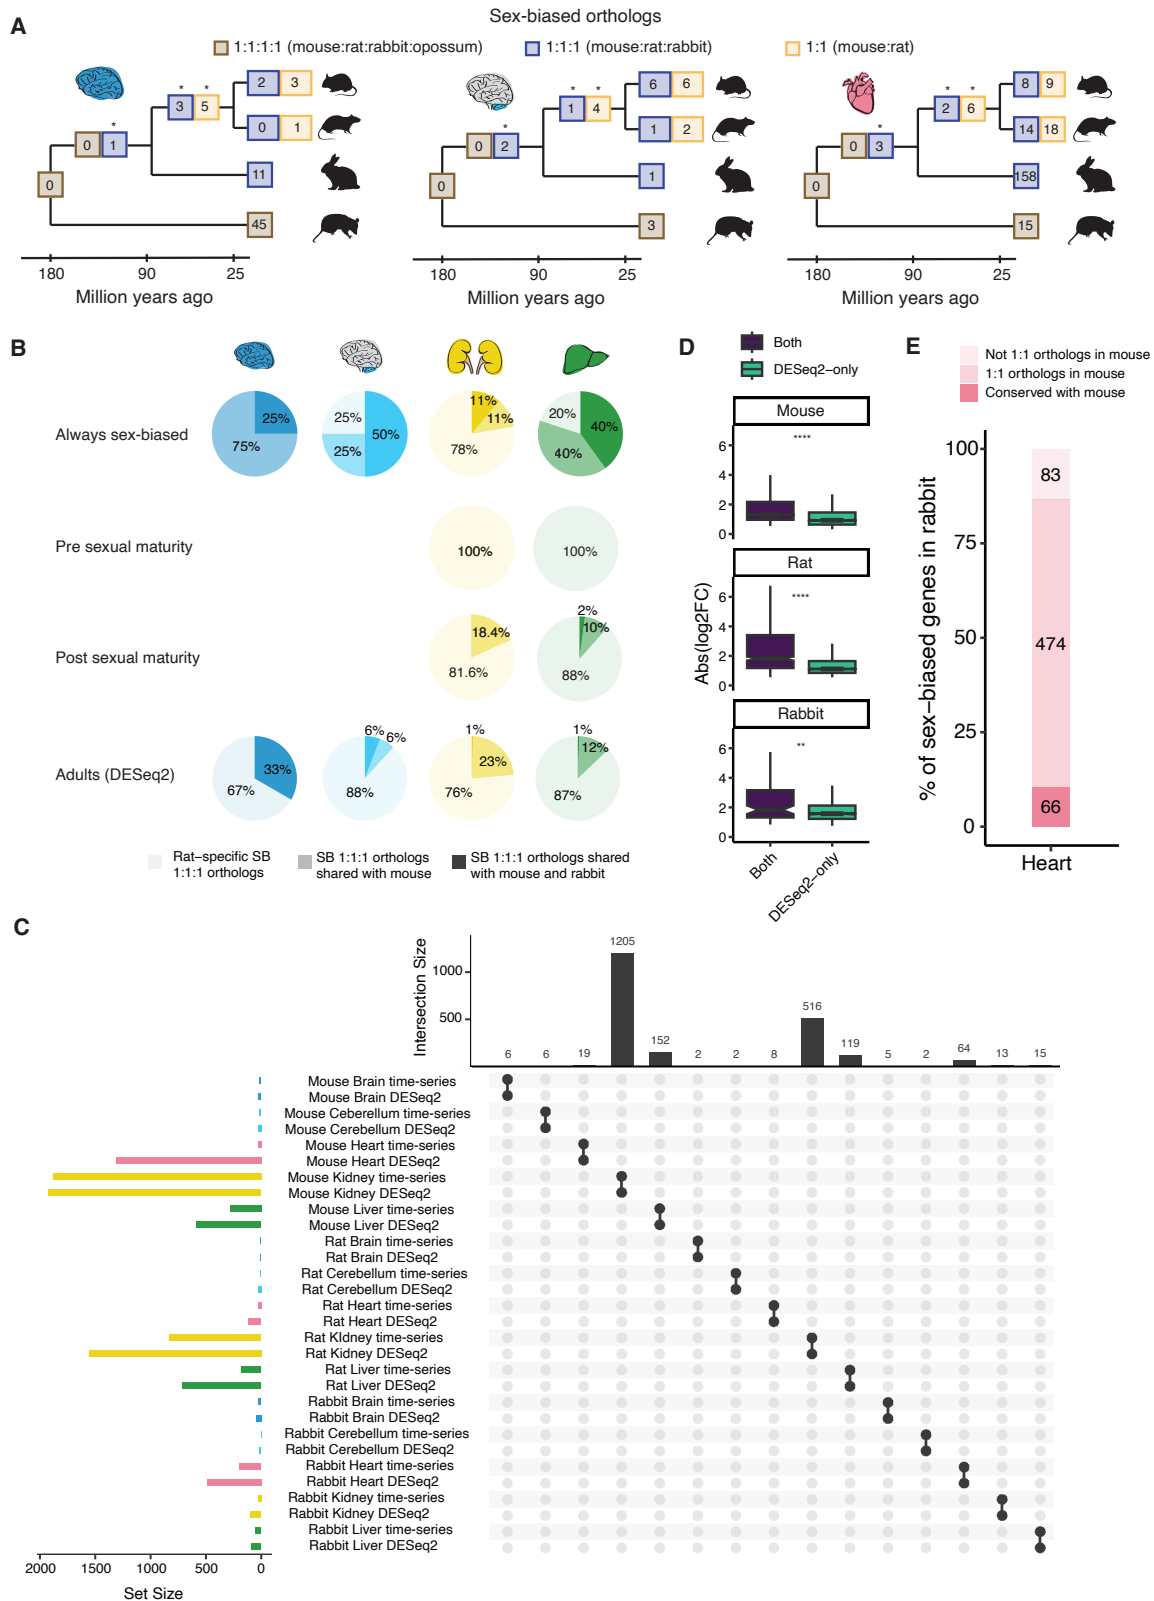 Sex-biased orthologs
A
1:1:1:1 (mouse:rat:rabbit:opossum)
1:1:1 (mouse:rat:rabbit)
1:1 (mouse:rat)
* *
2 3
3 5
*
0 1
0 1
0
11
45
180 90 25
Million years ago
* *
6 6
1 4
*
1 2
0 2
0
1
3
180 90 25
Million years ago
* *
8 9
2 6
*
14 18
0 3
0
158
15
180 90 25
Million years ago
B
Always sex-biased
25%
75%
25%
50%
25%
11%
11%
78%
20%
40%
40%
Pre sexual maturity
100%
100%
Post sexual maturity
18.4%
81.6%
2%
10%
88%
Adults (DESeq2)
33%
67%
6%
6%
88%
1%
23%
76%
1%
12%
87%
Rat−specific SB
1:1:1 orthologs
SB 1:1:1 orthologs
shared with mouse
SB 1:1:1 orthologs shared
with mouse and rabbit
D
Both
DESeq2−only
Abs(log2FC)
Mouse
****
6
4
2
0
Rat
****
6
4
2
0
Rabbit
**
6
4
2
0
Both
DESeq2−only
E
Not 1:1 orthologs in mouse
1:1 orthologs in mouse
Conserved with mouse
% of sex−biased genes in rabbit
100
75
50
25
0
83
474
66
Heart
C
Intersection Size
1000
500
6 6 19 1205 152 2 2 8 516 119 5 2 64 13 15
Mouse Brain time−series
Mouse Brain DESeq2
Mouse Ceberellum time−series
Mouse Cerebellum DESeq2
Mouse Heart time−series
Mouse Heart DESeq2
Mouse Kidney time−series
Mouse Kidney DESeq2
Mouse Liver time−series
Mouse Liver DESeq2
Rat Brain time−series
Rat Brain DESeq2
Rat Cerebellum time−series
Rat Cerebellum DESeq2
Rat Heart time−series
Rat Heart DESeq2
Rat KIdney time−series
Rat Kidney DESeq2
Rat Liver time−series
Rat Liver DESeq2
Rabbit Brain time−series
Rabbit Brain DESeq2
Rabbit Cerebellum time−series
Rabbit Cerebellum DESeq2
Rabbit Heart time−series
Rabbit Heart DESeq2
Rabbit Kidney time−series
Rabbit Kidney DESeq2
Rabbit Liver time−series
Rabbit Liver DESeq2
2000 1500 1000 500 0
Set Size